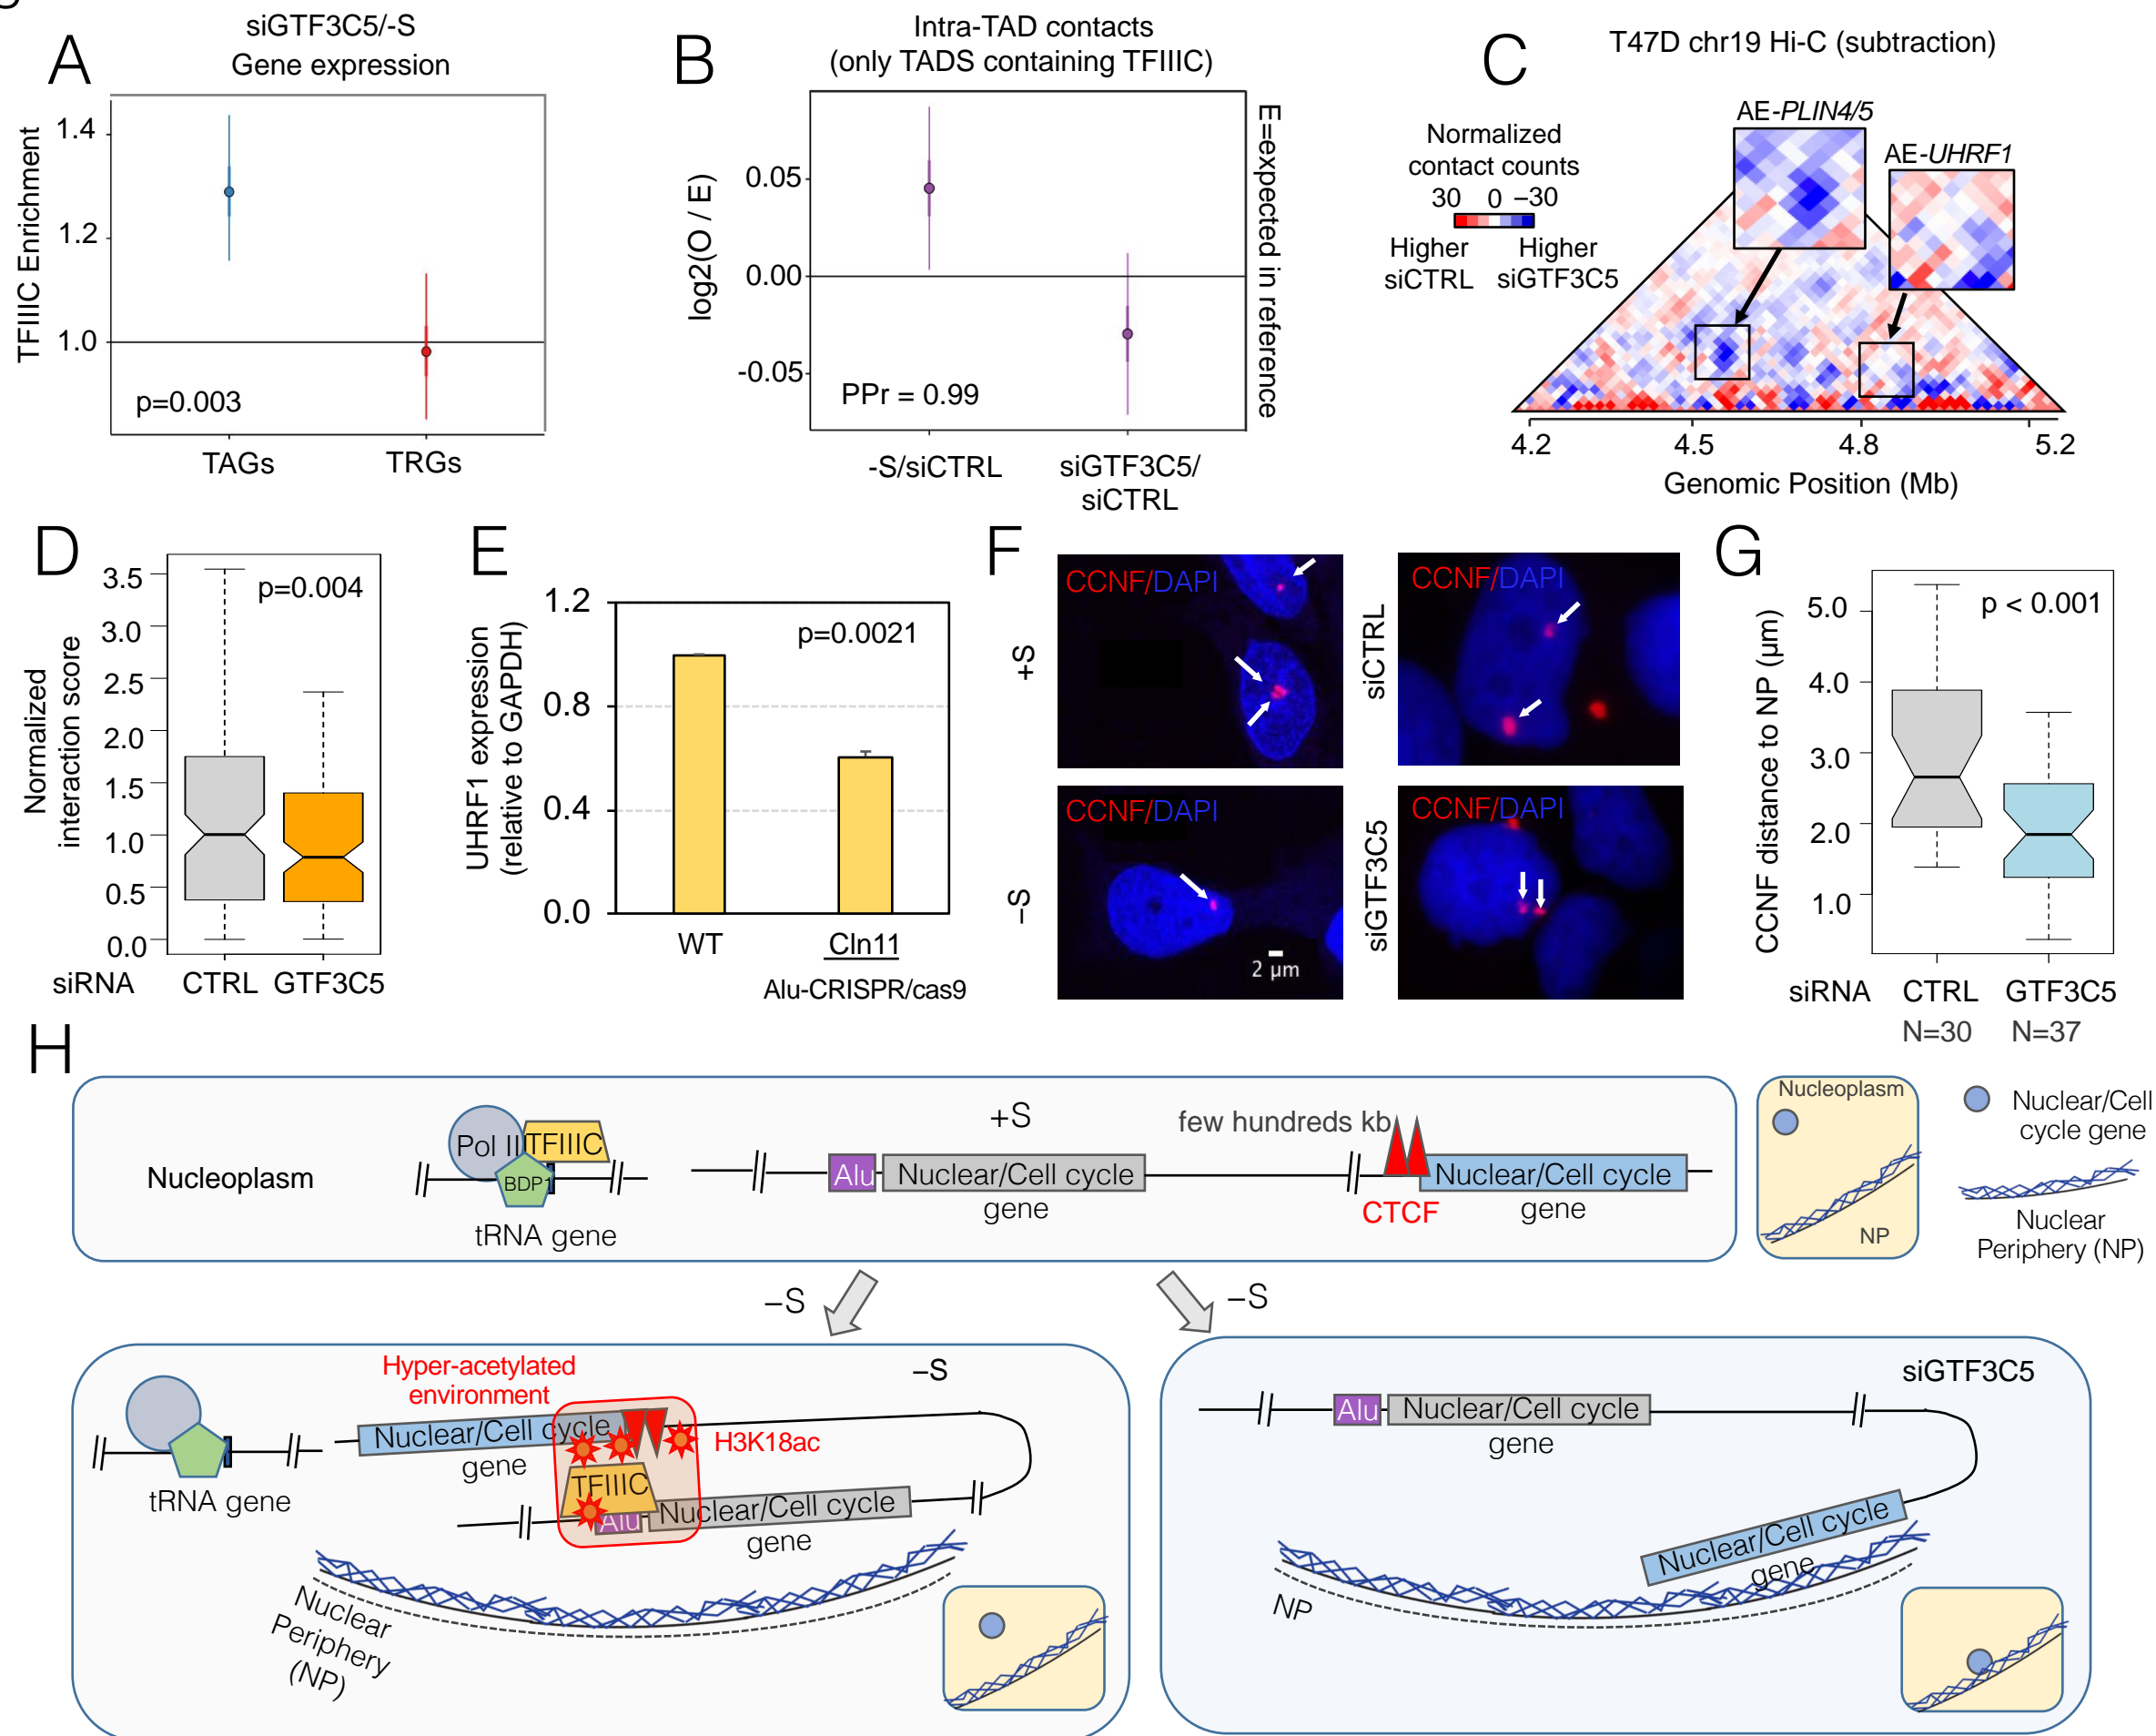 A
siGTF3C5/-S
Gene expression
TFIIIC Enrichment
1.4
1.2
1.0
p=0.003
TAGs
TRGs
B
Intra-TAD contacts
(only TADS containing TFIIIC)
log2(O / E)
0.05
0.00
-0.05
PPr = 0.99
E=expected in reference
-S/siCTRL
siGTF3C5/
siCTRL
C
T47D chr19 Hi-C (subtraction)
Normalized
contact counts
30 0 –30
Higher
siCTRL
Higher
siGTF3C5
AE-PLIN4/5
AE-UHRF1
4.2 4.5 4.8 5.2
Genomic Position (Mb)
D
Normalized
interaction score
3.5
3.0
2.5
2.0
1.5
1.0
0.5
0.0
p=0.004
siRNA CTRL GTF3C5
E
UHRF1 expression
(relative to GAPDH)
1.2
0.8
0.4
0.0
p=0.0021
WT
Cln11
Alu-CRISPR/cas9
F
+S
CCNF/DAPI
siCTRL
CCNF/DAPI
–S
CCNF/DAPI
2 µm
siGTF3C5
CCNF/DAPI
G
CCNF distance to NP (µm)
5.0
4.0
3.0
2.0
1.0
p < 0.001
siRNA CTRL GTF3C5
N=30 N=37
H
Nucleoplasm
Pol III
TFIIIC
BDP1
tRNA gene
+S
Alu
Nuclear/Cell cycle
gene
few hundreds kb
CTCF
Nuclear/Cell cycle
gene
Nucleoplasm
NP
Nuclear/Cell
cycle gene
Nuclear
Periphery (NP)
–S
–S
Hyper-acetylated
environment
–S
Nuclear/Cell cycle
gene
H3K18ac
TFIIIC
tRNA gene
Alu
Nuclear/Cell cycle
gene
Nuclear
Periphery
(NP)
siGTF3C5
Alu
Nuclear/Cell cycle
gene
Nuclear/Cell cycle
gene
NP